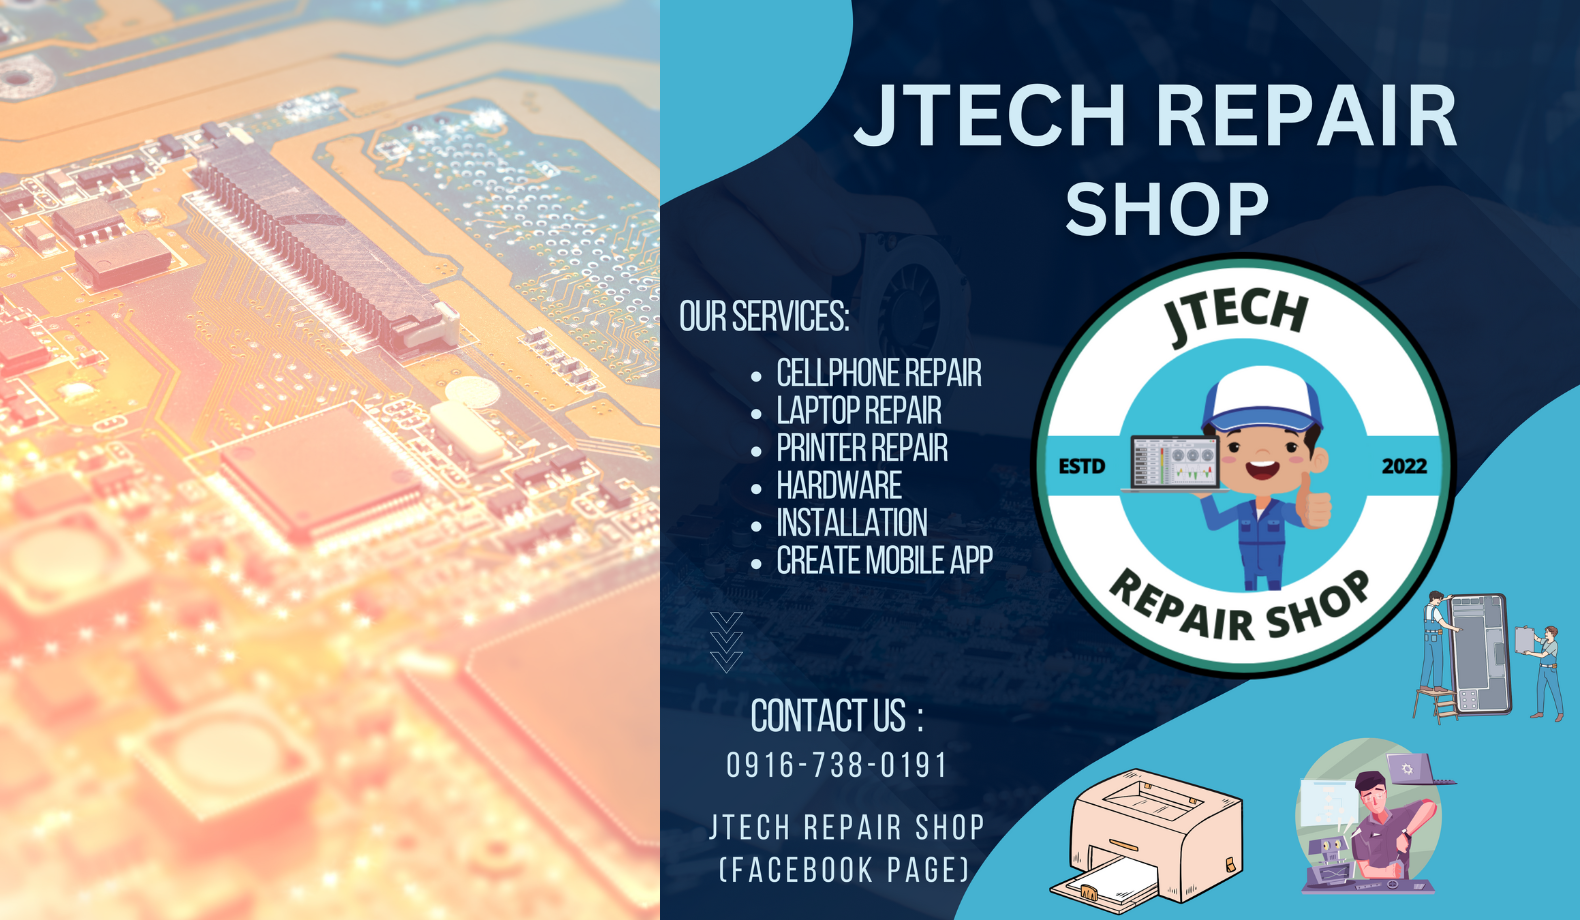 JTECH REPAIR
SHOP
OUR SERVICES:
• CELLPHONE REPAIR
• LAPTOP REPAIR
• PRINTER REPAIR
• HARDWARE
• INSTALLATION
• CREATE MOBILE APP
CONTACT US :
0916-738-0191
JTECH REPAIR SHOP
(FACEBOOK PAGE)
JTECH
ESTD 2022
REPAIR SHOP